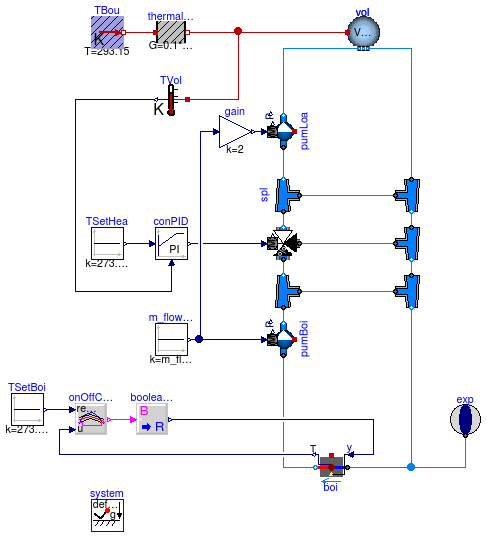 TBou
K
T=293.15
thermal...
G=0.1*...
vol
V...
TVol
K
gain
k=2
pumLoa
spl
TSetHea
k=273....
conPID
PI
m_flow...
k=m_fl...
pumBoi
TSetBoi
k=273....
onOffC...
re...
u
boolea...
B
R
T
y
boi
exp
system
def...
g